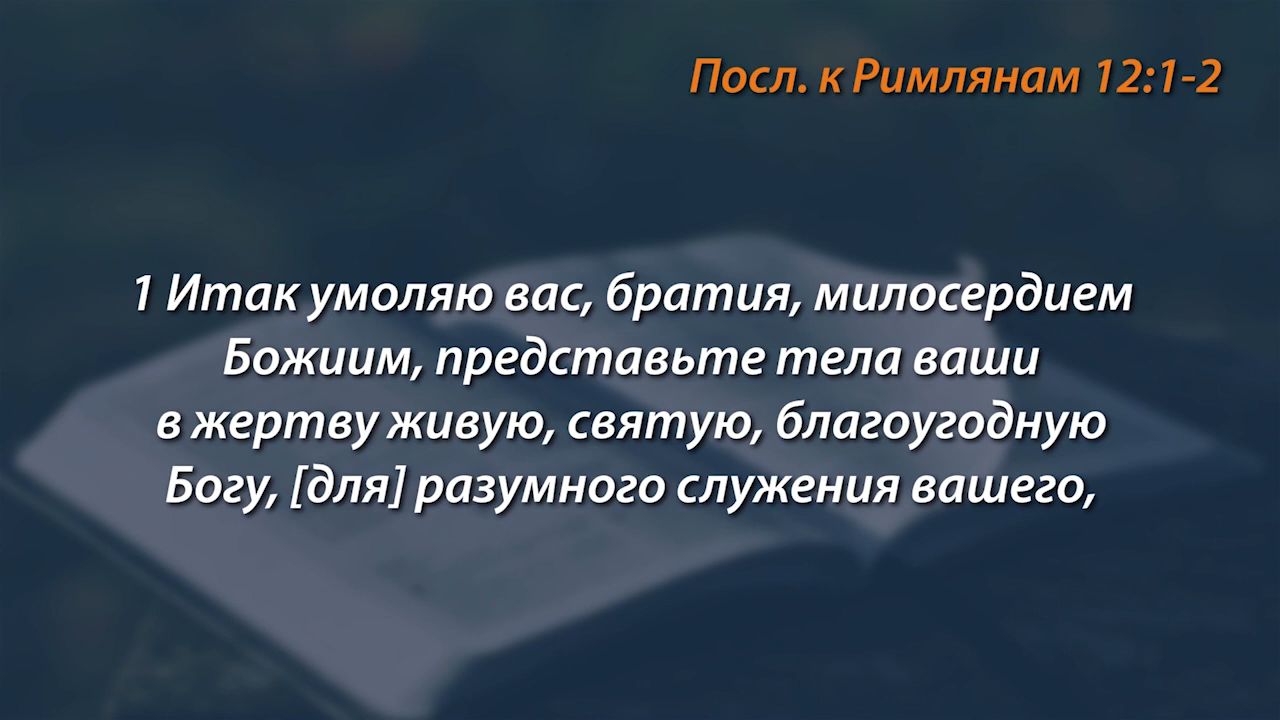 Посл. к Римлянам 12:1-2
1 Итак умоляю вас, братия, милосердием
Божиим, представьте тела ваши
в жертву живую, святую, благоугодную
Богу, [для] разумного служения вашего,